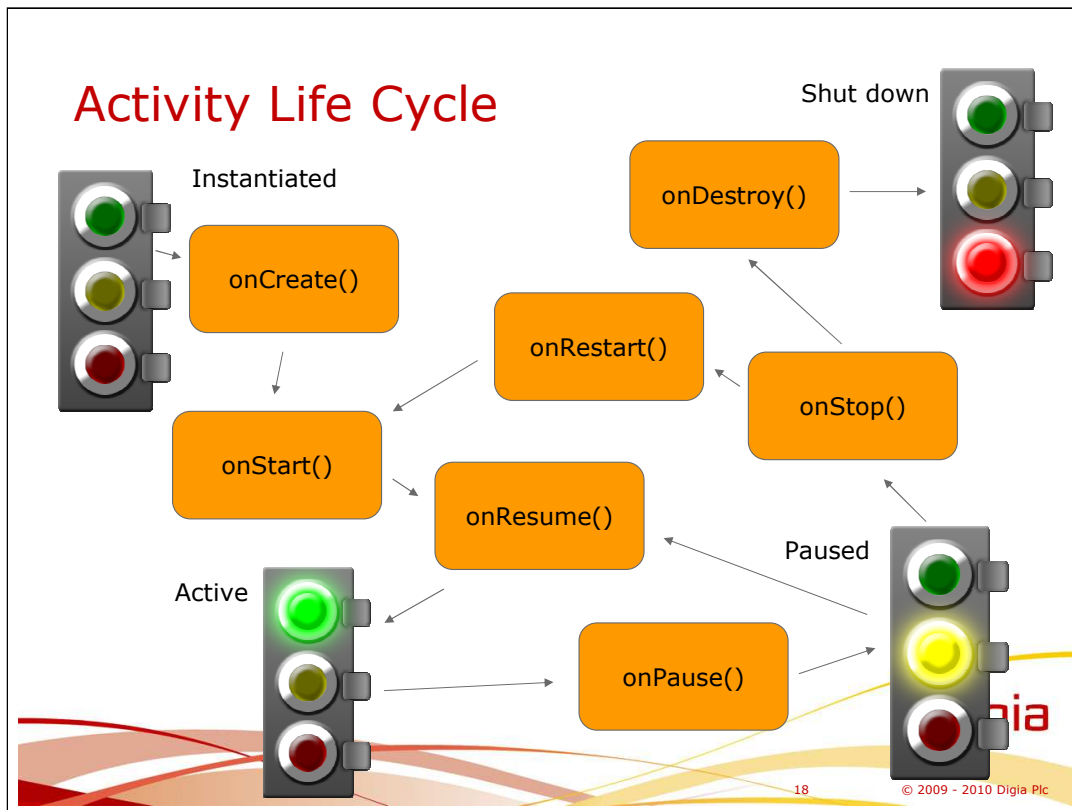 Activity Life Cycle
Shut down
Instantiated
onDestroy()
onCreate()
onRestart()
onStop()
onStart()
onResume()
Paused
Active
onPause()
18
© 2009 - 2010 Digia Plc